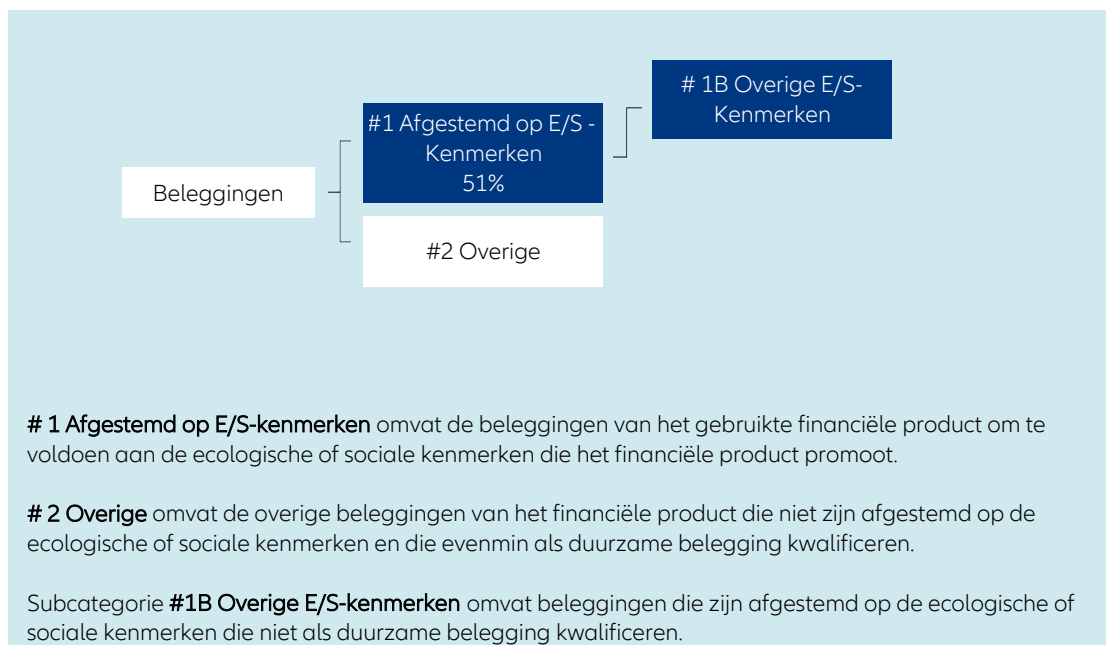 # 1B Overige E/S-
Kenmerken
#1 Afgestemd op E/S -
Kenmerken
51%
Beleggingen
#2 Overige
# 1 Afgestemd op E/S-kenmerken omvat de beleggingen van het gebruikte financiële product om te
voldoen aan de ecologische of sociale kenmerken die het financiële product promoot.
# 2 Overige omvat de overige beleggingen van het financiële product die niet zijn afgestemd op de
ecologische of sociale kenmerken en die evenmin als duurzame belegging kwalificeren.
Subcategorie #1B Overige E/S-kenmerken omvat beleggingen die zijn afgestemd op de ecologische of
sociale kenmerken die niet als duurzame belegging kwalificeren.